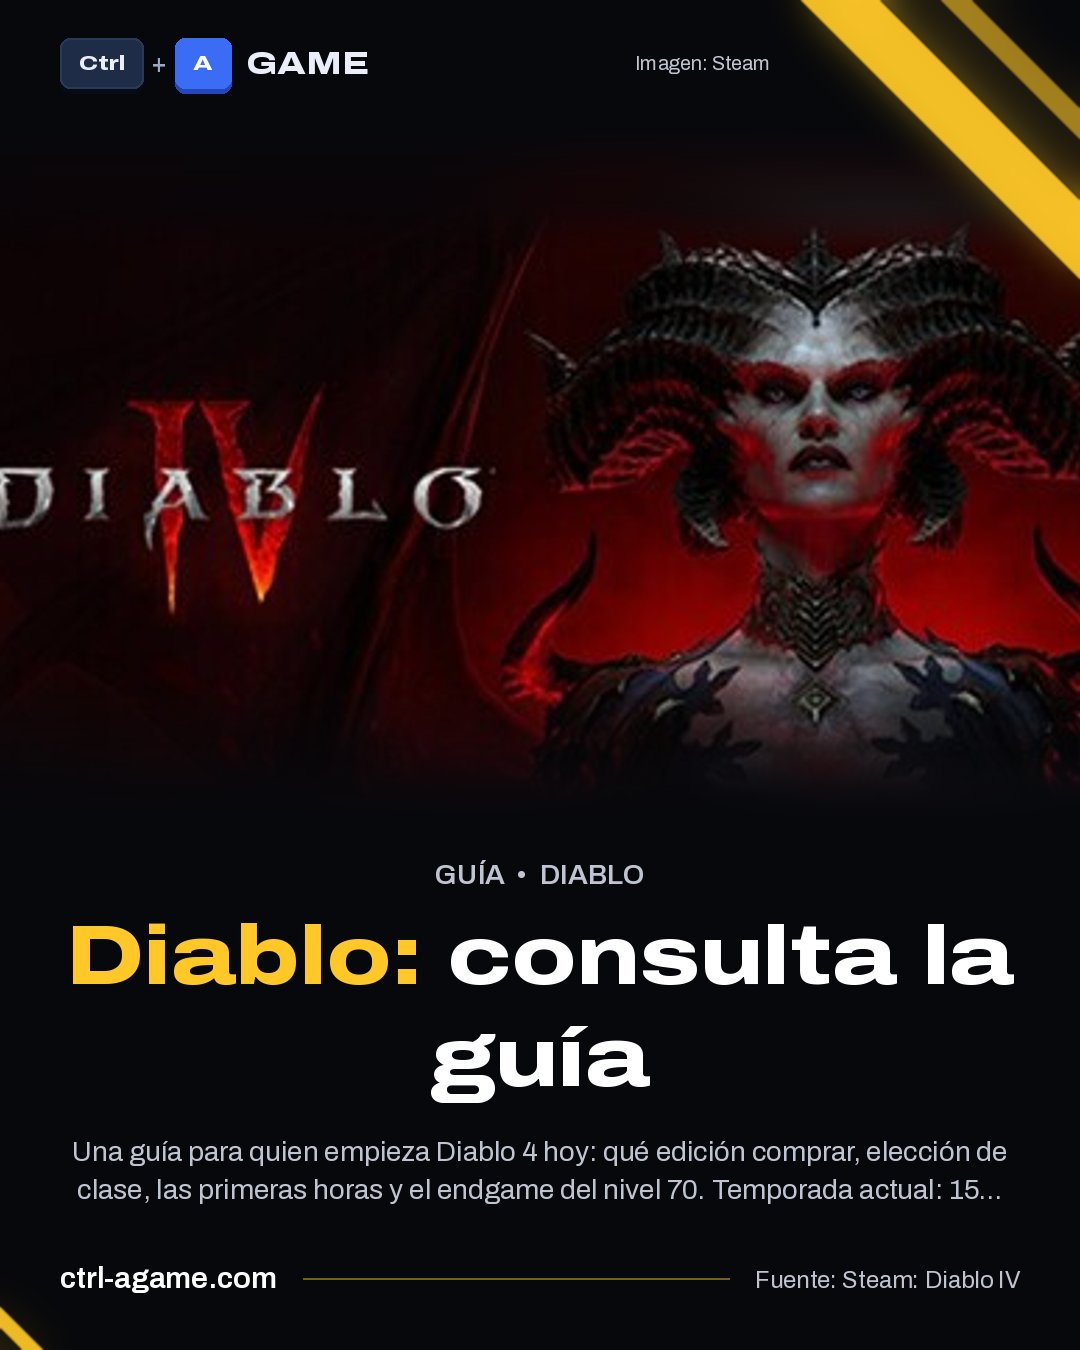 Ctrl + A GAME
Imagen: Steam
DIABLO
IV
GUÍA • DIABLO
Diablo: consulta la
guía
Una guía para quien empieza Diablo 4 hoy: qué edición comprar, elección de
clase, las primeras horas y el endgame del nivel 70. Temporada actual: 15...
ctrl-agame.com
Fuente: Steam: Diablo IV